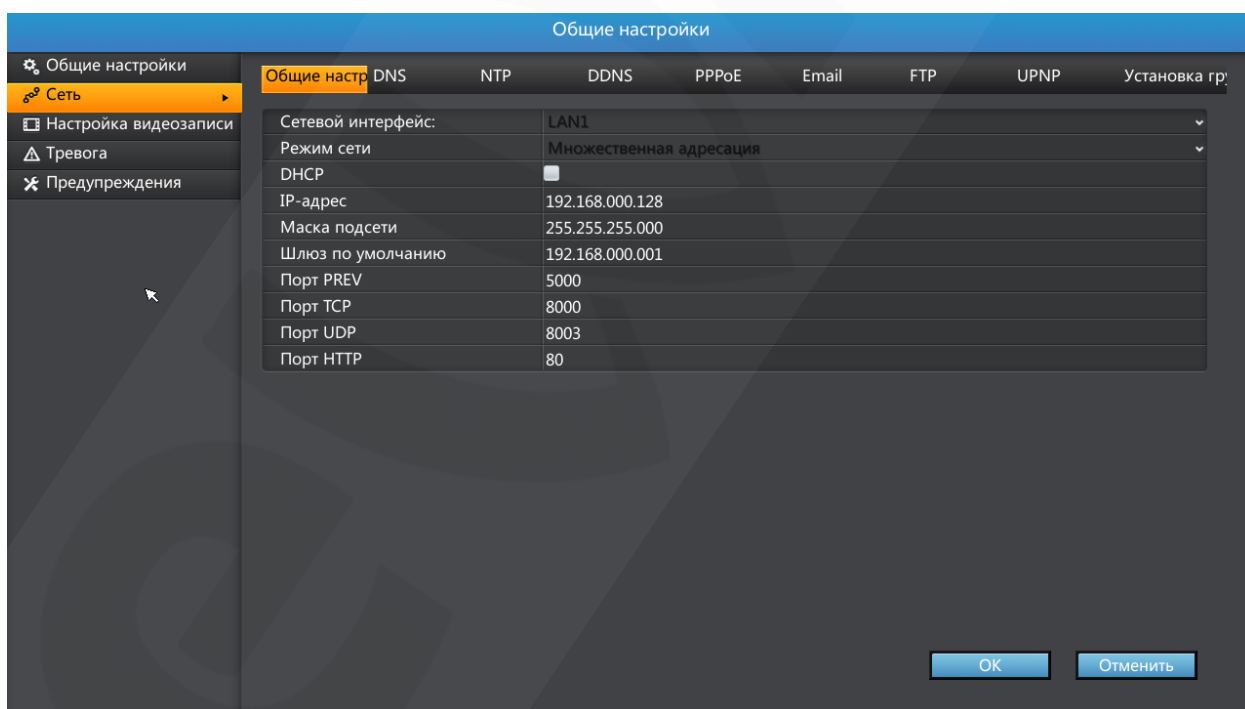 Общие настройки
Общие настройки
Сеть
Настройка видеозаписи
Тревога
Предупреждения
Общие настр DNS NTP DDNS PPPoE Email FTP UPNP Установка гру
Сетевой интерфейс: LAN1
Режим сети Множественная адресация
DHCP
IP-адрес 192.168.000.128
Маска подсети 255.255.255.000
Шлюз по умолчанию 192.168.000.001
Порт PREV 5000
Порт TCP 8000
Порт UDP 8003
Порт HTTP 80
OK Отменить